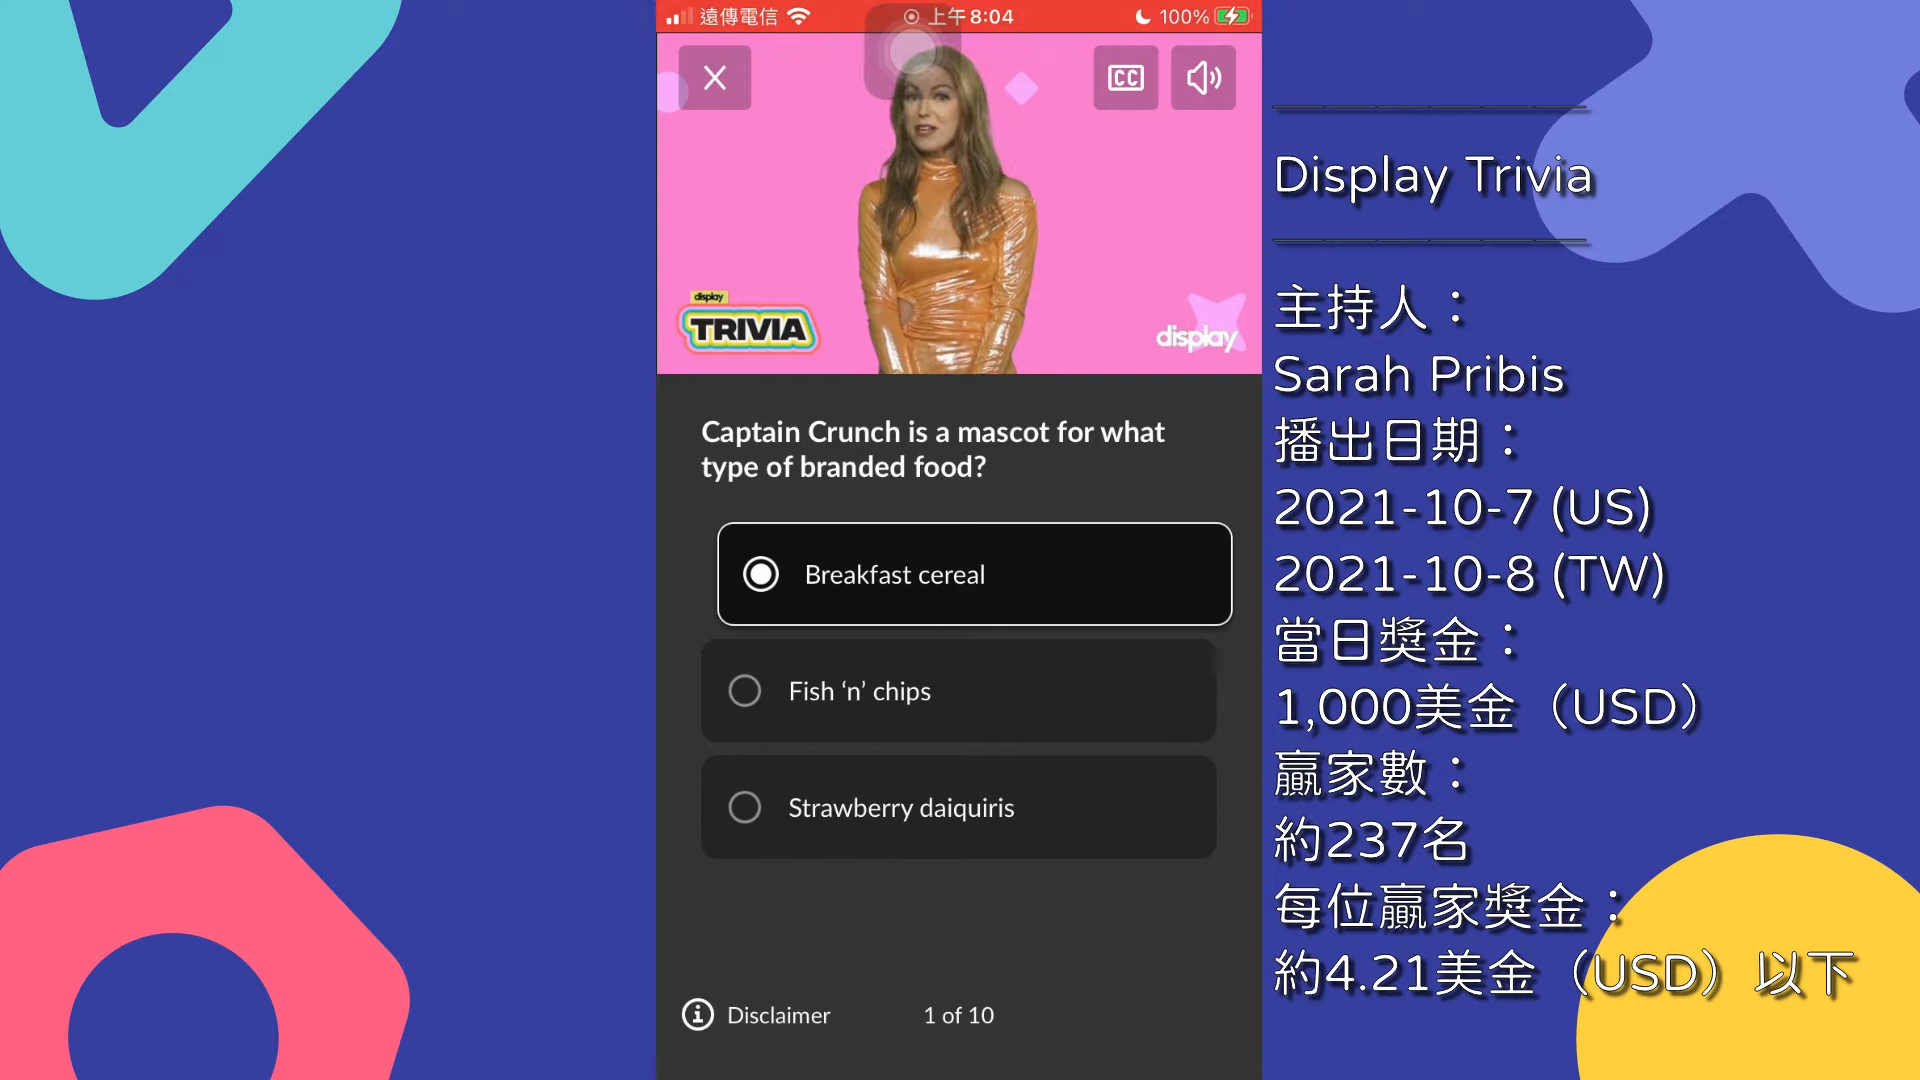 遠傳電信
上午8:04
100%
CC
display
TRIVIA
display
Captain Crunch is a mascot for what
type of branded food?
Breakfast cereal
Fish ‘n’ chips
Strawberry daiquiris
Disclaimer
1 of 10
Display Trivia
主持人：
Sarah Pribis
播出日期：
2021-10-7 (US)
2021-10-8 (TW)
當日獎金：
1,000美金（USD）
贏家數：
約237名
每位贏家獎金：
約4.21美金（USD）以下